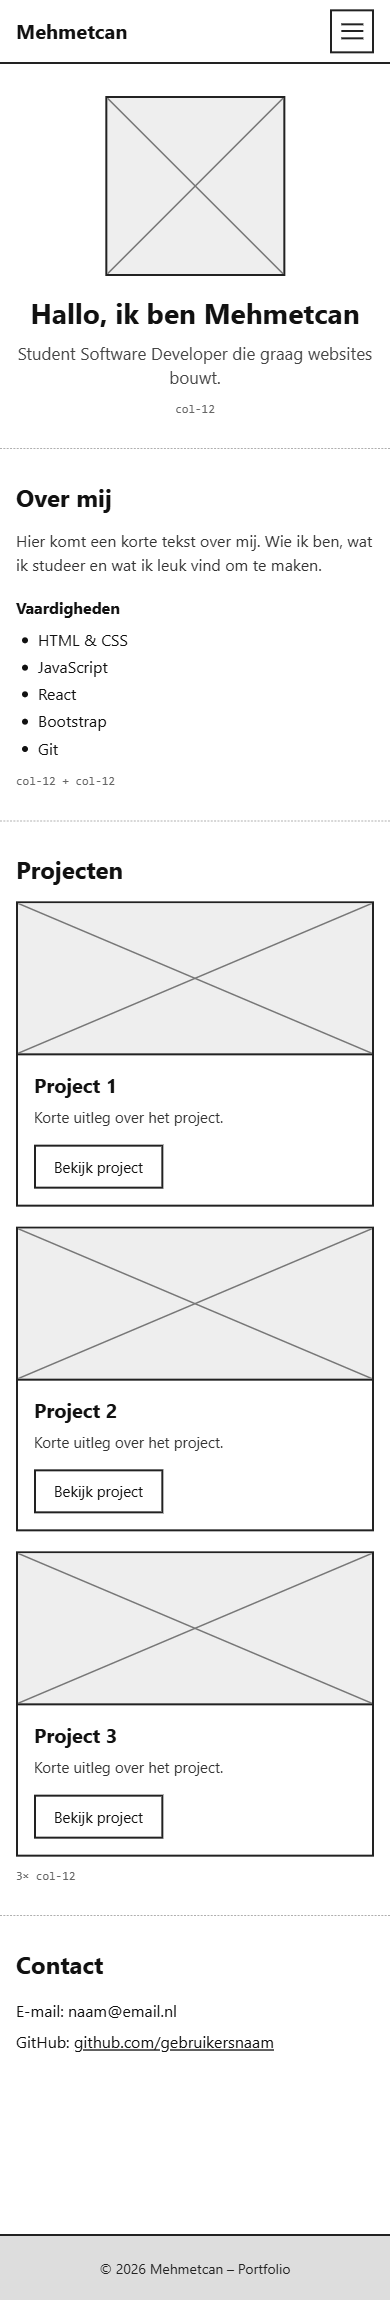 Mehmetcan
Hallo, ik ben Mehmetcan
Student Software Developer die graag websites
bouwt.
col-12
Over mij
Hier komt een korte tekst over mij. Wie ik ben, wat
ik studeer en wat ik leuk vind om te maken.
Vaardigheden
• HTML & CSS
• JavaScript
• React
• Bootstrap
• Git
col-12 + col-12
Projecten
Project 1
Korte uitleg over het project.
Bekijk project
Project 2
Korte uitleg over het project.
Bekijk project
Project 3
Korte uitleg over het project.
Bekijk project
3× col-12
Contact
E-mail: naam@email.nl
GitHub: github.com/gebruikersnaam
© 2026 Mehmetcan – Portfolio